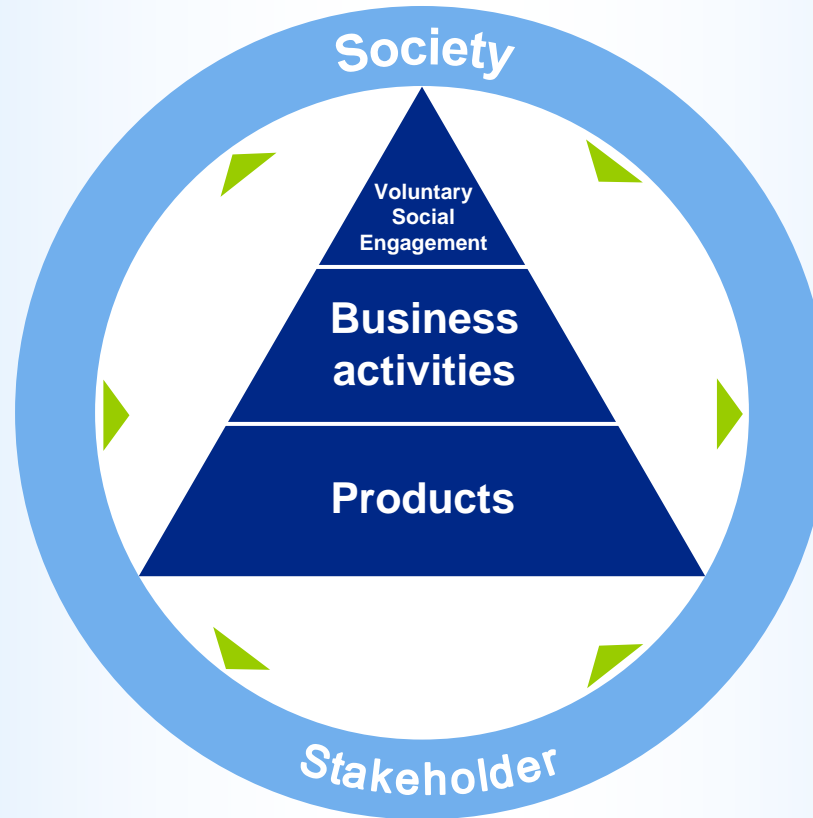 Society
Voluntary
Social
Engagement
Business
activities
Products
Stakeholder